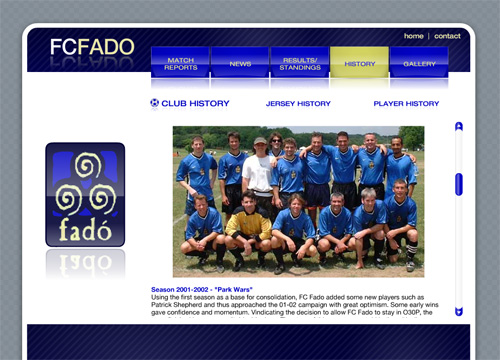 home | contact
FCFADO
MATCH
REPORTS
NEWS
RESULTS/
STANDINGS
HISTORY
GALLERY
CLUB HISTORY
JERSEY HISTORY
PLAYER HISTORY
fadó
Season 2001-2002 - "Park Wars"
Using the first season as a base for consolidation, FC Fado added some new players such as
Patrick Shepherd and thus approached the 01-02 campaign with great optimism. Some early wins
gave confidence and momentum. Vindicating the decision to allow FC Fado to stay in O30P, the